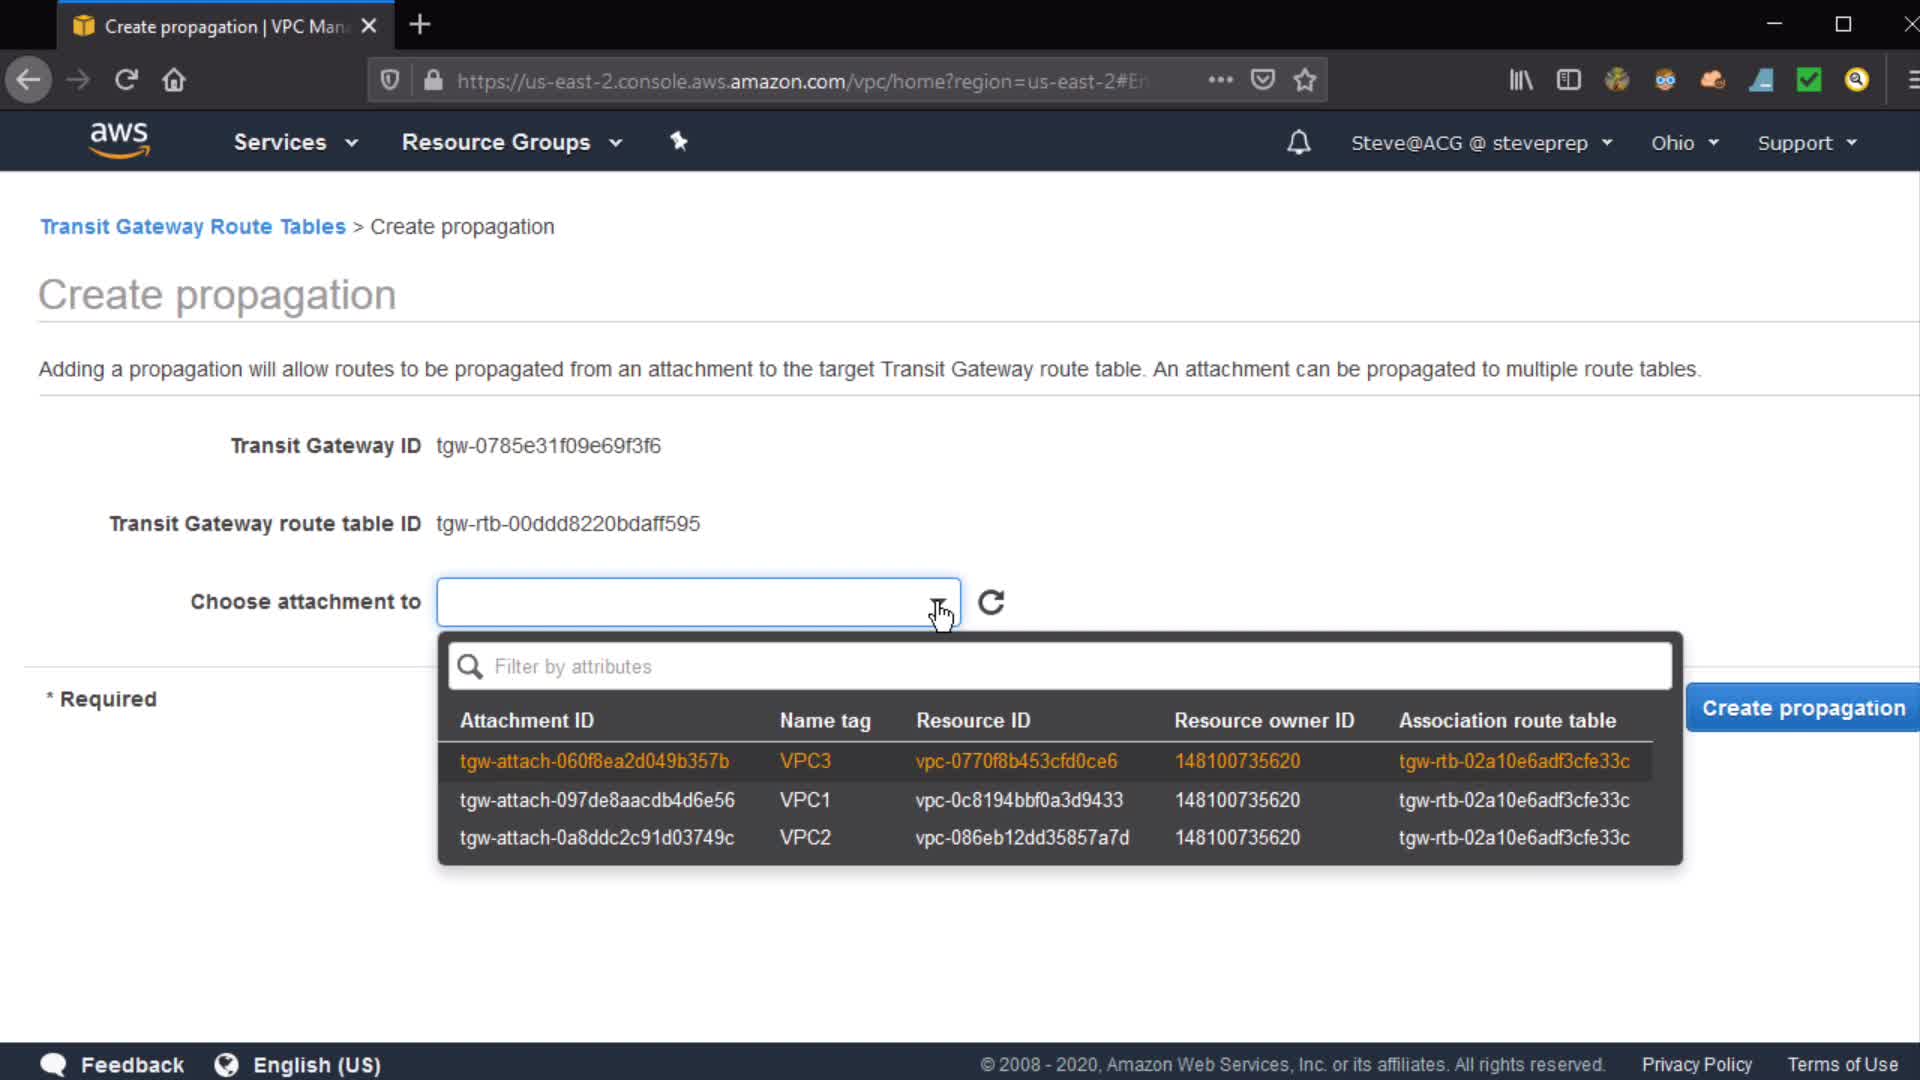 Create propagation | VPC Man
https://us-east-2.console.aws.amazon.com/vpc/home?region=us-east-2#En
aws
Services
Resource Groups
Steve@ACG @ steveprep
Ohio
Support
Transit Gateway Route Tables > Create propagation
Create propagation
Adding a propagation will allow routes to be propagated from an attachment to the target Transit Gateway route table. An attachment can be propagated to multiple route tables.
Transit Gateway ID tgw-0785e31f09e69f3f6
Transit Gateway route table ID tgw-rtb-00ddd8220bdaff595
Choose attachment to
Filter by attributes
* Required
Create propagation
Attachment ID Name tag Resource ID Resource owner ID Association route table
tgw-attach-060f8ea2d049b357b VPC3 vpc-0770f8b453cfd0ce6 148100735620 tgw-rtb-02a10e6adf3cfe33c
tgw-attach-097de8aacdb4d6e56 VPC1 vpc-0c8194bbf0a3d9433 148100735620 tgw-rtb-02a10e6adf3cfe33c
tgw-attach-0a8ddc2c91d03749c VPC2 vpc-086eb12dd35857a7d 148100735620 tgw-rtb-02a10e6adf3cfe33c
Feedback
English (US)
© 2008 - 2020, Amazon Web Services, Inc. or its affiliates. All rights reserved.
Privacy Policy
Terms of Use